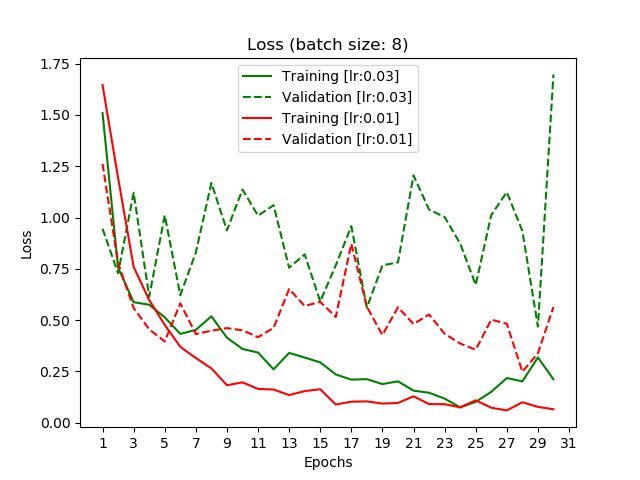 Loss (batch size: 8)
Training [lr:0.03]
Validation [lr:0.03]
Training [lr:0.01]
Validation [lr:0.01]
1.75
1.50
1.25
1.00
0.75
0.50
0.25
0.00
Loss
1 3 5 7 9 11 13 15 17 19 21 23 25 27 29 31
Epochs